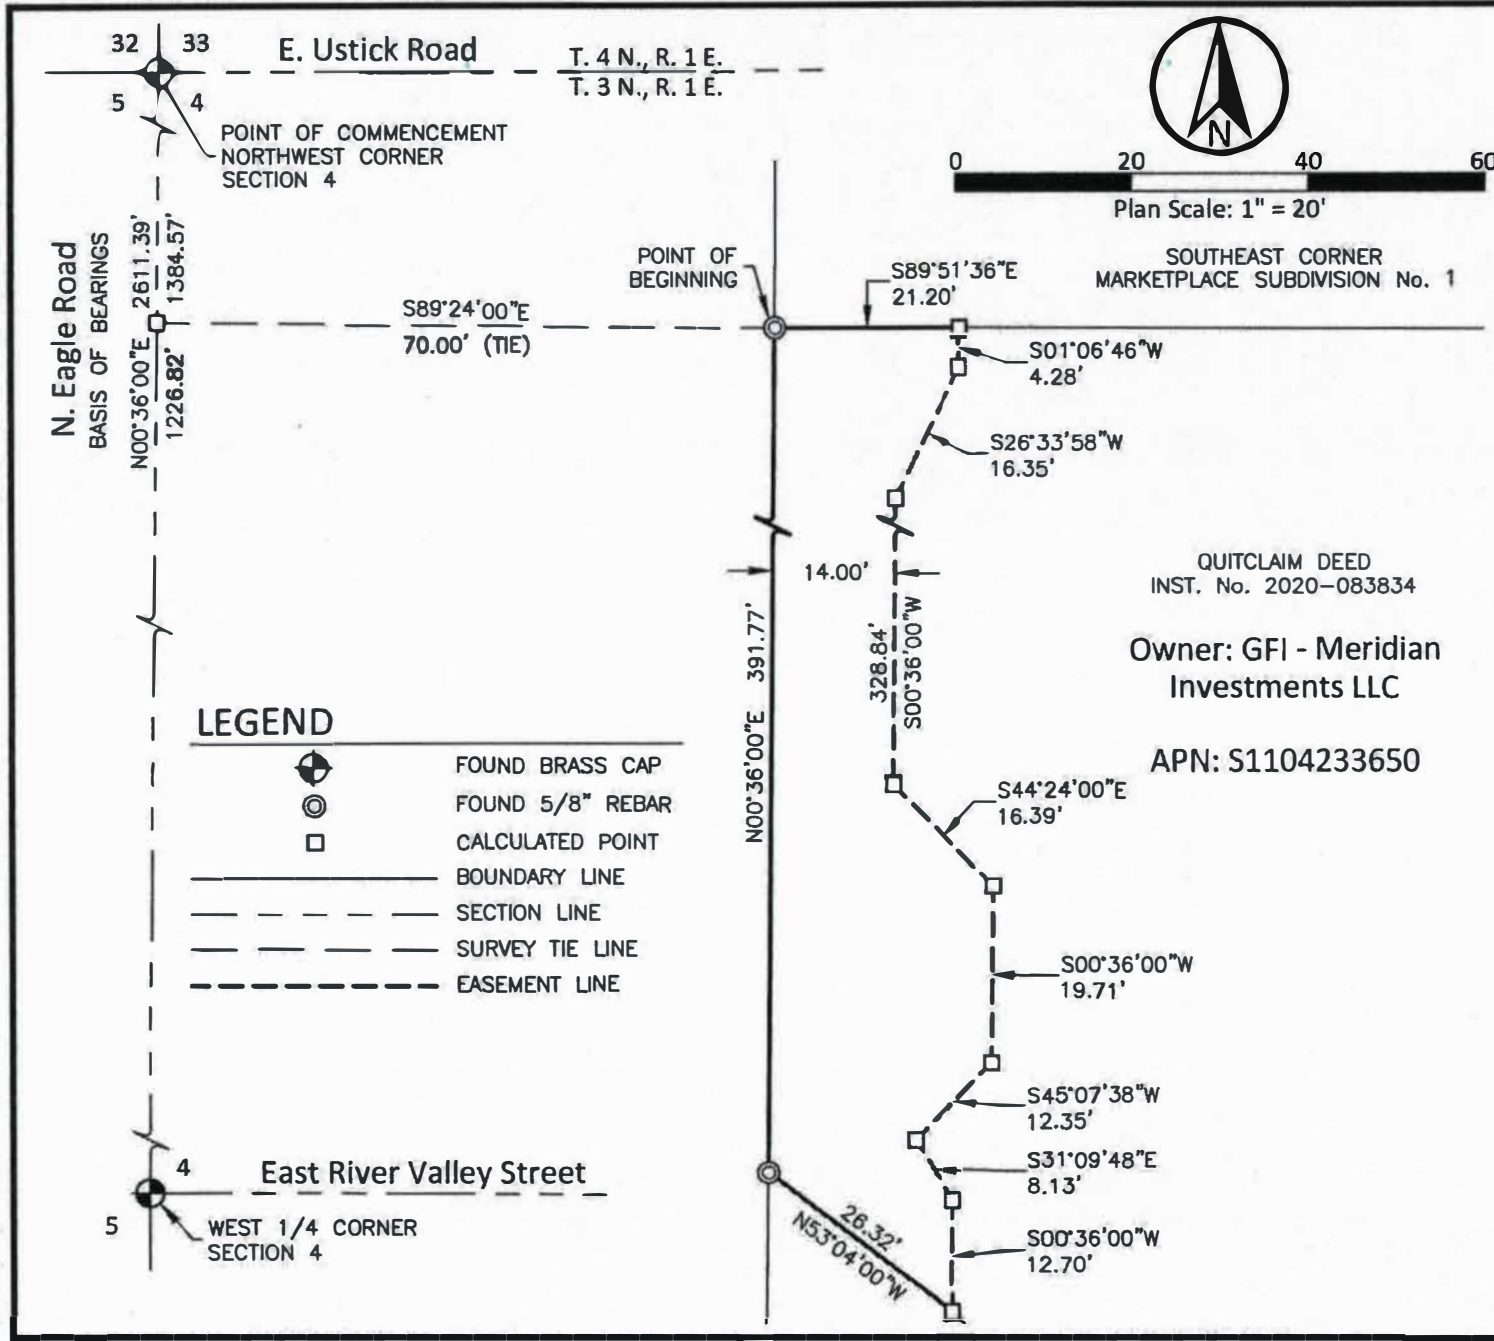 32 33
E. Ustick Road
T. 4 N., R. 1 E.
T. 3 N., R. 1 E.
5 4
POINT OF COMMENCEMENT
NORTHWEST CORNER
SECTION 4
N
0 20 40 60
Plan Scale: 1" = 20'
N. Eagle Road
BASIS OF BEARINGS
N00°36'00"E 2611.39'
1226.82' 1384.57'
S89°24'00"E
70.00' (TIE)
POINT OF
BEGINNING
S89°51'36"E
21.20'
SOUTHEAST CORNER
MARKETPLACE SUBDIVISION No. 1
S01°06'46"W
4.28'
S26°33'58"W
16.35'
14.00'
N00°36'00"E 391.77'
328.84'
S00°36'00"W
QUITCLAIM DEED
INST. No. 2020-083834
Owner: GFI - Meridian
Investments LLC
APN: S1104233650
LEGEND
FOUND BRASS CAP
FOUND 5/8" REBAR
CALCULATED POINT
BOUNDARY LINE
SECTION LINE
SURVEY TIE LINE
EASEMENT LINE
S44°24'00"E
16.39'
S00°36'00"W
19.71'
S45°07'38"W
12.35'
S31°09'48"E
8.13'
S00°36'00"W
12.70'
26.32'
N53°04'00"W
4
East River Valley Street
5
WEST 1/4 CORNER
SECTION 4